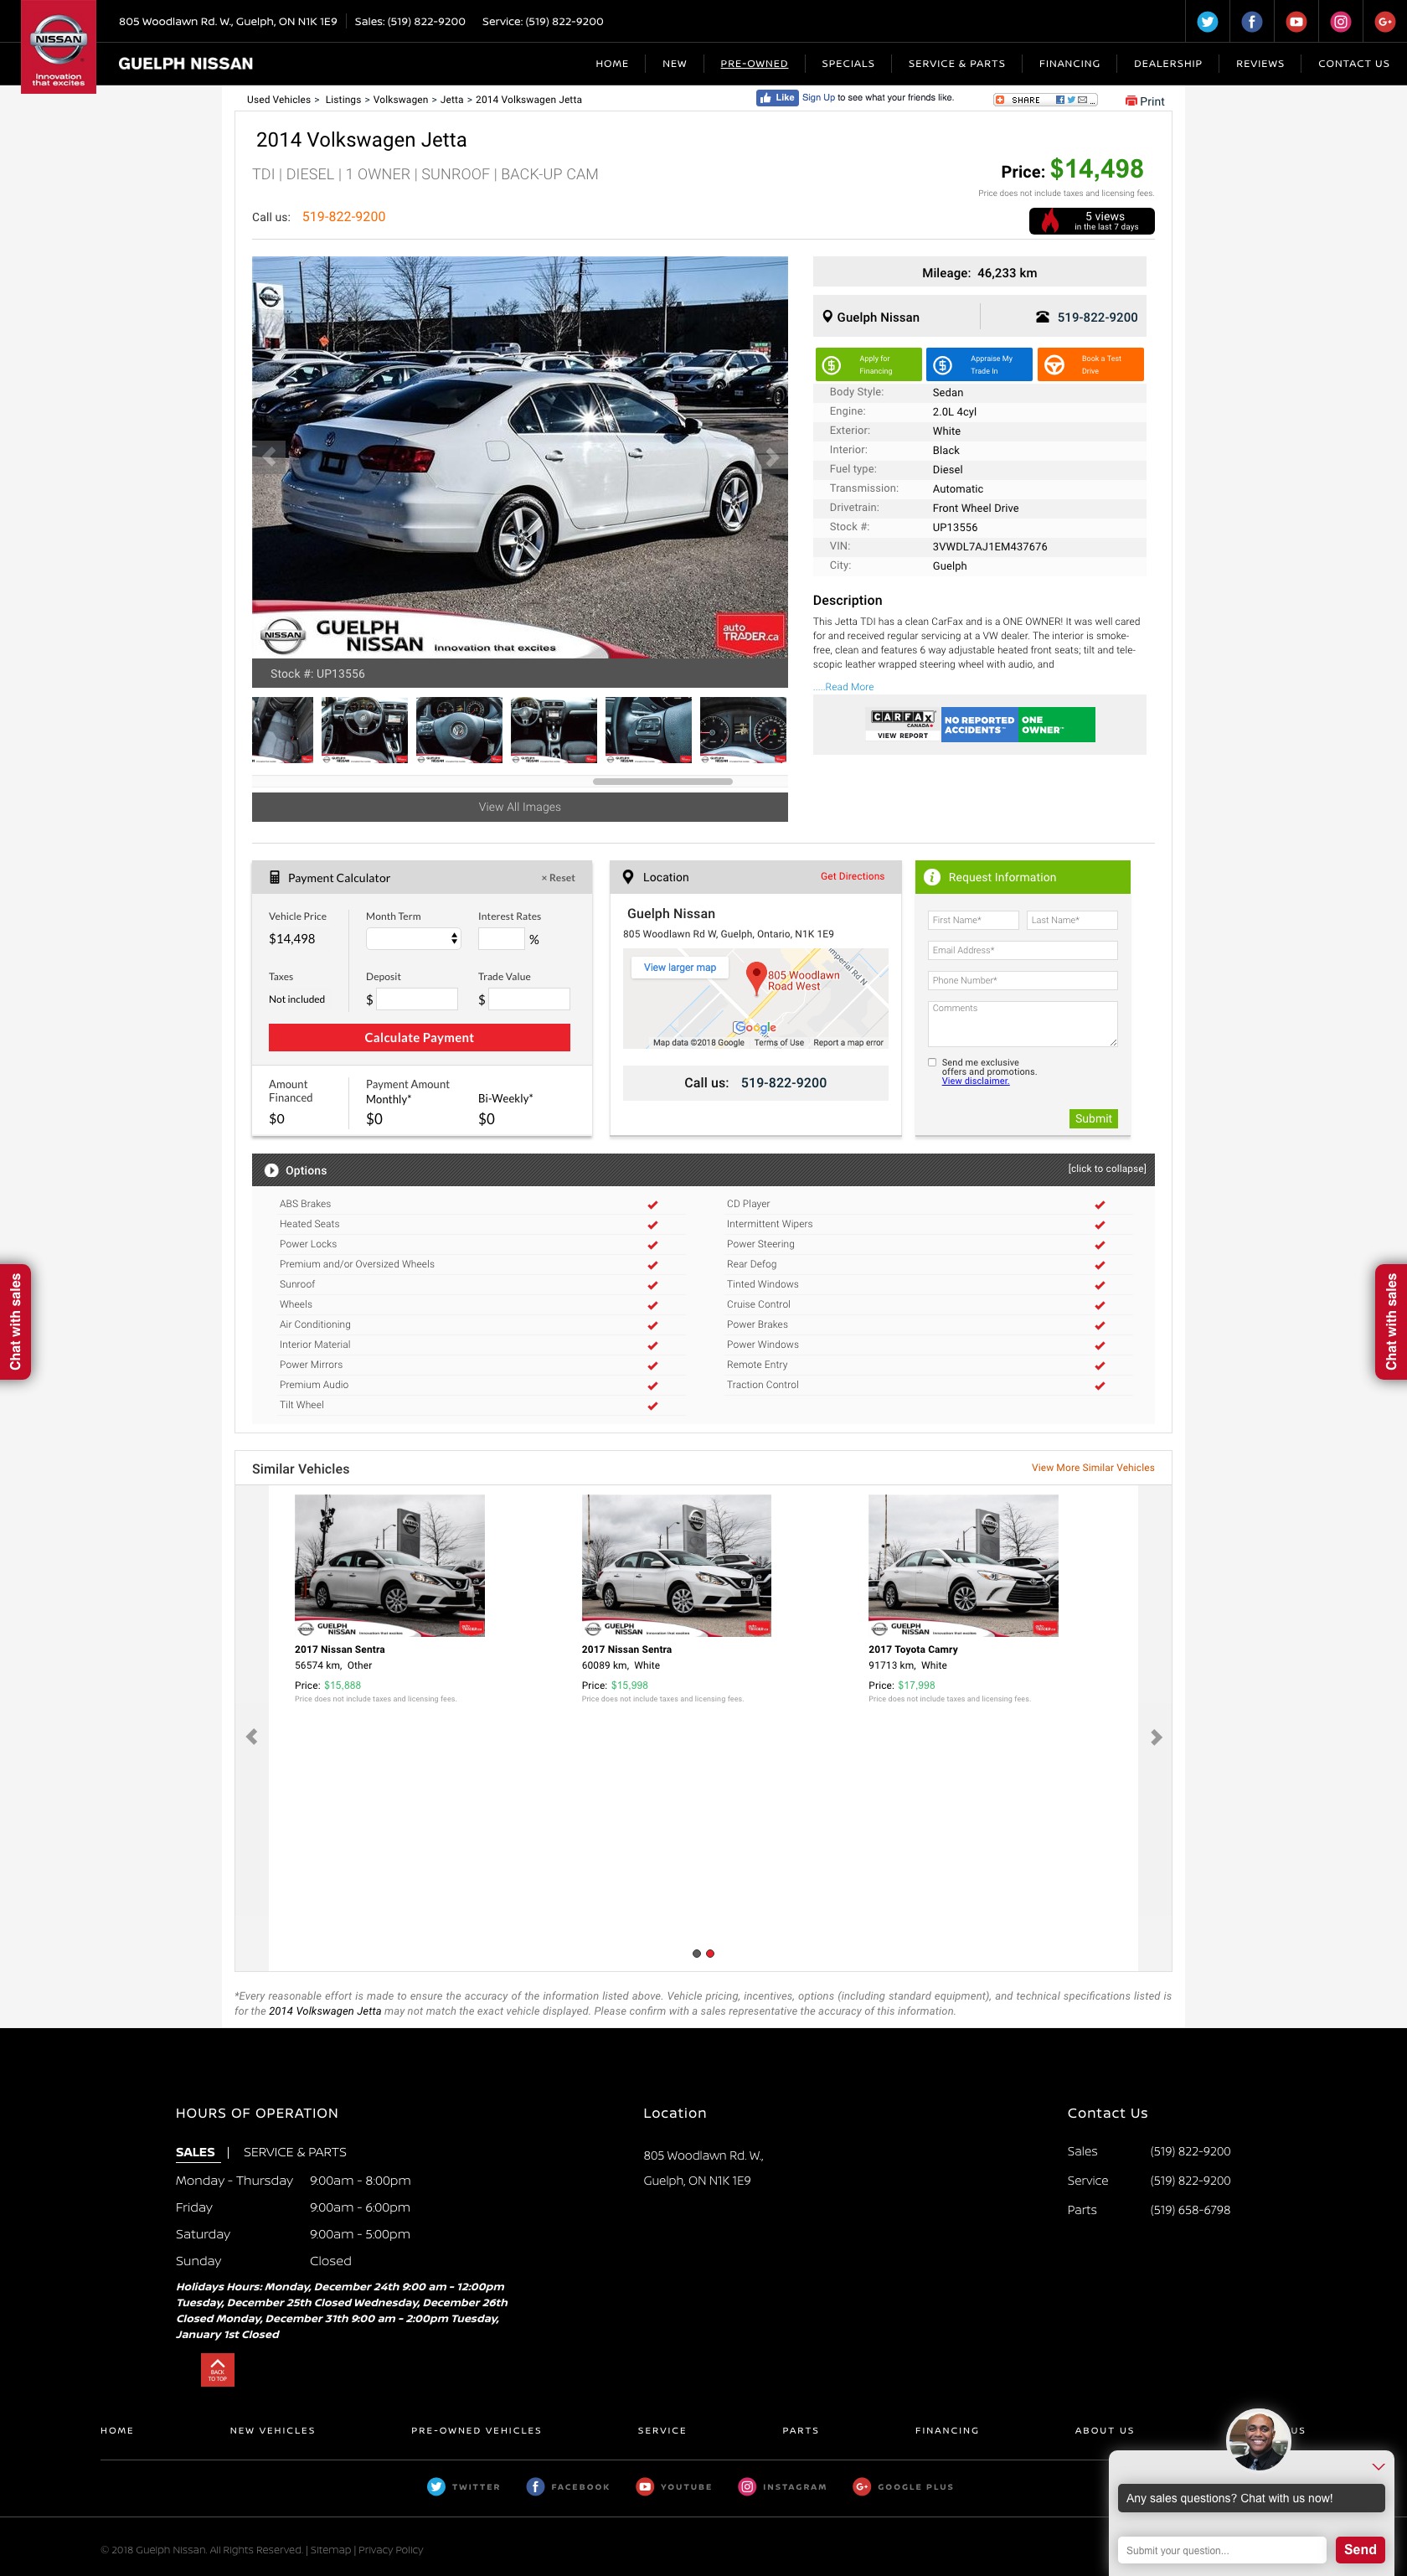 NISSAN
Innovation
that excites
805 Woodlawn Rd. W., Guelph, ON N1K 1E9
Sales: (519) 822-9200
Service: (519) 822-9200
GUELPH NISSAN
HOME
NEW
PRE-OWNED
SPECIALS
SERVICE & PARTS
FINANCING
DEALERSHIP
REVIEWS
CONTACT US
Used Vehicles > Listings > Volkswagen > Jetta > 2014 Volkswagen Jetta
Like
Sign Up to see what your friends like.
SHARE
Print
2014 Volkswagen Jetta
TDI | DIESEL | 1 OWNER | SUNROOF | BACK-UP CAM
Price: $14,498
Price does not include taxes and licensing fees.
Call us: 519-822-9200
5 views
in the last 7 days
NISSAN
GUELPH
NISSAN Innovation that excites
auto
TRADER.ca
Stock #: UP13556
View All Images
Mileage: 46,233 km
Guelph Nissan
519-822-9200
Apply for
Financing
Appraise My
Trade In
Book a Test
Drive
Body Style: Sedan
Engine: 2.0L 4cyl
Exterior: White
Interior: Black
Fuel type: Diesel
Transmission: Automatic
Drivetrain: Front Wheel Drive
Stock #: UP13556
VIN: 3VWDL7AJ1EM437676
City: Guelph
Description
This Jetta TDI has a clean CarFax and is a ONE OWNER! It was well cared
for and received regular servicing at a VW dealer. The interior is smoke-
free, clean and features 6 way adjustable heated front seats; tilt and tele-
scopic leather wrapped steering wheel with audio, and
.....Read More
CARFAX
CANADA
VIEW REPORT
NO REPORTED
ACCIDENTS™
ONE
OWNER™
Payment Calculator
× Reset
Vehicle Price
Month Term
Interest Rates
$14,498
%
Taxes
Deposit
Trade Value
Not included
$
$
Calculate Payment
Amount
Financed
Payment Amount
Monthly*
Bi-Weekly*
$0
$0
$0
Location
Get Directions
Guelph Nissan
805 Woodlawn Rd W, Guelph, Ontario, N1K 1E9
View larger map
Imperial Rd N
805 Woodlawn
Road West
Google
Map data ©2018 Google
Terms of Use
Report a map error
Call us: 519-822-9200
Request Information
First Name*
Last Name*
Email Address*
Phone Number*
Comments
Send me exclusive
offers and promotions.
View disclaimer.
Submit
Options
[click to collapse]
ABS Brakes
CD Player
Heated Seats
Intermittent Wipers
Power Locks
Power Steering
Premium and/or Oversized Wheels
Rear Defog
Sunroof
Tinted Windows
Wheels
Cruise Control
Air Conditioning
Power Brakes
Interior Material
Power Windows
Power Mirrors
Remote Entry
Premium Audio
Traction Control
Tilt Wheel
Chat with sales
Chat with sales
Similar Vehicles
View More Similar Vehicles
GUELPH
NISSAN
GUELPH
NISSAN
GUELPH
NISSAN
2017 Nissan Sentra
56574 km, Other
Price: $15,888
Price does not include taxes and licensing fees.
2017 Nissan Sentra
60089 km, White
Price: $15,998
Price does not include taxes and licensing fees.
2017 Toyota Camry
91713 km, White
Price: $17,998
Price does not include taxes and licensing fees.
*Every reasonable effort is made to ensure the accuracy of the information listed above. Vehicle pricing, incentives, options (including standard equipment), and technical specifications listed is
for the 2014 Volkswagen Jetta may not match the exact vehicle displayed. Please confirm with a sales representative the accuracy of this information.
HOURS OF OPERATION
SALES | SERVICE & PARTS
Monday - Thursday 9:00am - 8:00pm
Friday 9:00am - 6:00pm
Saturday 9:00am - 5:00pm
Sunday Closed
Holidays Hours: Monday, December 24th 9:00 am - 12:00pm
Tuesday, December 25th Closed Wednesday, December 26th
Closed Monday, December 31th 9:00 am - 2:00pm Tuesday,
January 1st Closed
BACK
TO TOP
Location
805 Woodlawn Rd. W.,
Guelph, ON N1K 1E9
Contact Us
Sales (519) 822-9200
Service (519) 822-9200
Parts (519) 658-6798
HOME
NEW VEHICLES
PRE-OWNED VEHICLES
SERVICE
PARTS
FINANCING
ABOUT US
US
TWITTER
FACEBOOK
YOUTUBE
INSTAGRAM
GOOGLE PLUS
Any sales questions? Chat with us now!
Submit your question...
Send
© 2018 Guelph Nissan. All Rights Reserved. | Sitemap | Privacy Policy